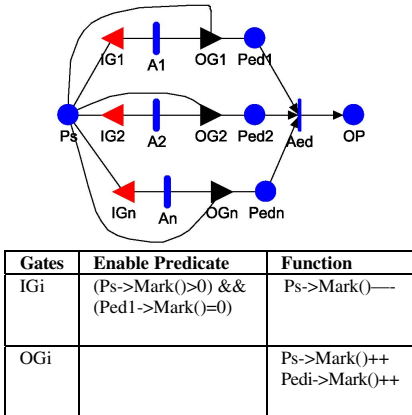 IG1 A1 OG1 Ped1
Ps IG2 A2 OG2 Ped2 Aed OP
IGn An OGn Pedn
Gates Enable Predicate Function
IGi (Ps->Mark()>0) && Ps->Mark()—-
(Ped1->Mark()=0)
OGi Ps->Mark()++
Pedi->Mark()++